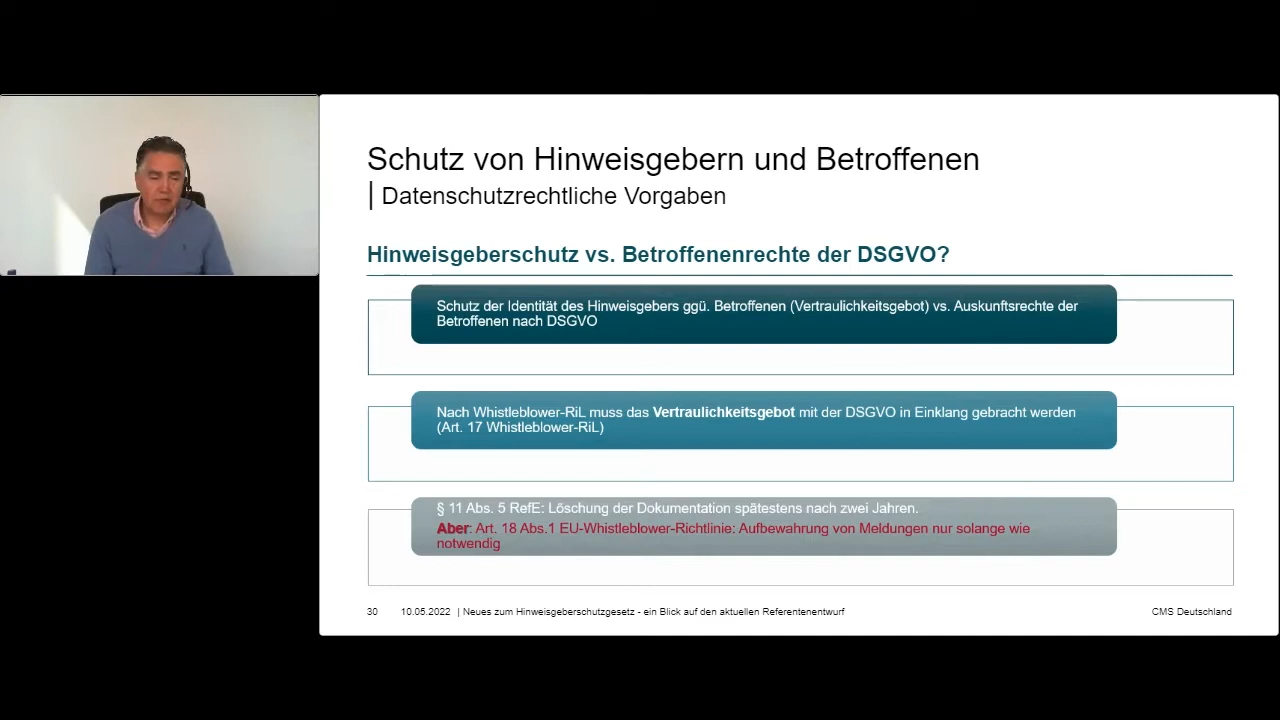 Schutz von Hinweisgebern und Betroffenen
| Datenschutzrechtliche Vorgaben
Hinweisgeberschutz vs. Betroffenenrechte der DSGVO?
Schutz der Identität des Hinweisgebers ggü. Betroffenen (Vertraulichkeitsgebot) vs. Auskunftsrechte der
Betroffenen nach DSGVO
Nach Whistleblower-RiL muss das Vertraulichkeitsgebot mit der DSGVO in Einklang gebracht werden
(Art. 17 Whistleblower-RiL)
§ 11 Abs. 5 RefE: Löschung der Dokumentation spätestens nach zwei Jahren.
Aber: Art. 18 Abs.1 EU-Whistleblower-Richtlinie: Aufbewahrung von Meldungen nur solange wie
notwendig
30 10.05.2022 | Neues zum Hinweisgeberschutzgesetz - ein Blick auf den aktuellen Referentenentwurf CMS Deutschland